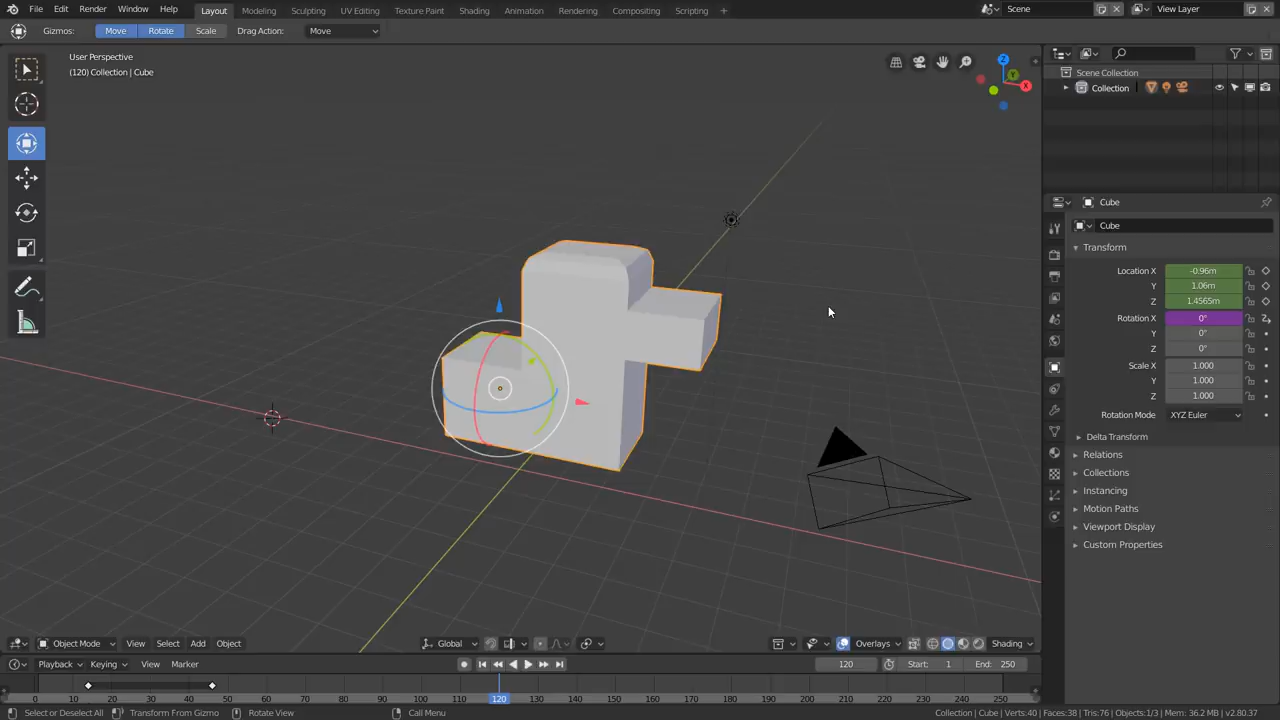 File Edit Render Window Help Layout Modeling Sculpting UV Editing Texture Paint Shading Animation Rendering Compositing Scripting + Scene View Layer
Gizmos: Move Rotate Scale Drag Action: Move
User Perspective
(120) Collection | Cube
Z
Y
X
Scene Collection
Collection
Cube
Cube
Transform
Location X -0.96m
Y 1.06m
Z 1.4565m
Rotation X 0°
Y 0°
Z 0°
Scale X 1.000
Y 1.000
Z 1.000
Rotation Mode XYZ Euler
Delta Transform
Relations
Collections
Instancing
Motion Paths
Viewport Display
Custom Properties
Object Mode View Select Add Object Global Overlays Shading
Playback Keying View Marker 120 Start: 1 End: 250
0 10 20 30 40 50 60 70 80 90 100 110 120 130 140 150 160 170 180 190 200 210 220 230 240 250
Select or Deselect All Transform From Gizmo Rotate View Call Menu Collection | Cube | Verts:40 | Faces:38 | Tris:76 | Objects:1/3 | Mem: 36.2 MB | v2.80.37